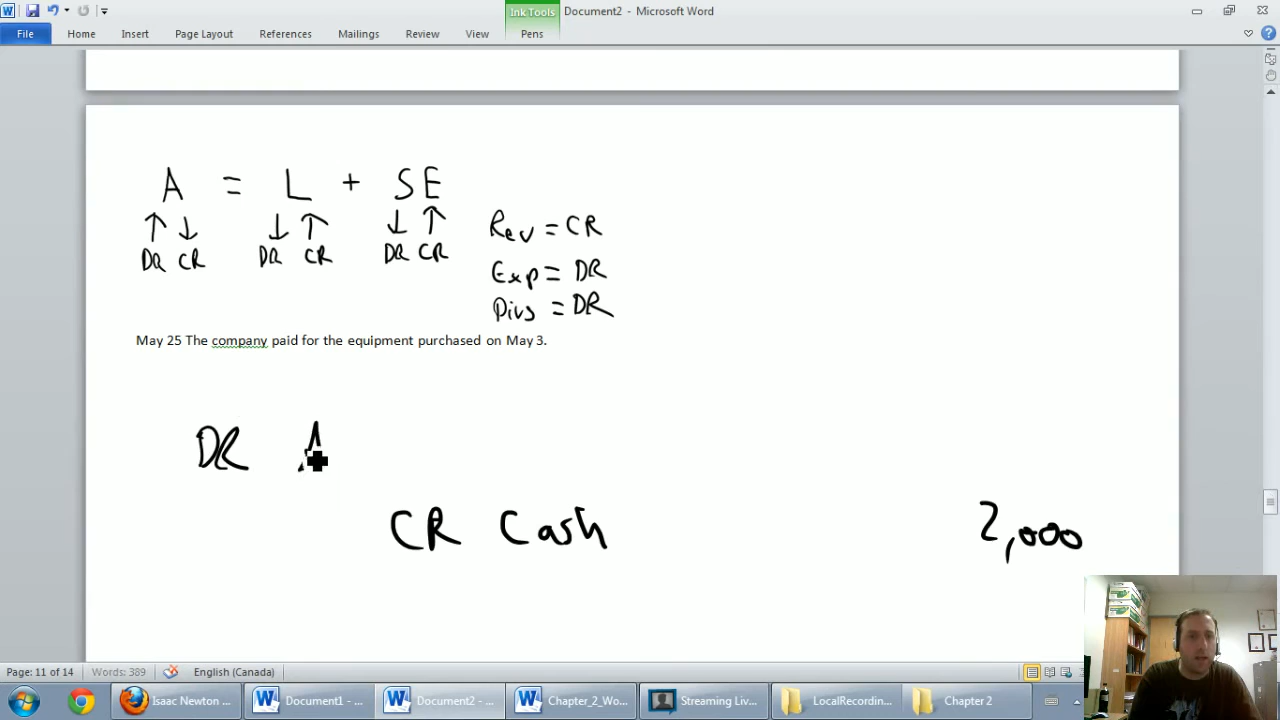 Ink Tools Document2 - Microsoft Word
File Home Insert Page Layout References Mailings Review View Pens
A = L + SE
DR CR DR CR DR CR
Rev = CR
Exp = DR
Divs = DR
May 25 The company paid for the equipment purchased on May 3.
DR A
CR Cash 2,000
Page: 11 of 14 Words: 389 English (Canada)
Isaac Newton ... Document1 - ... Document2 - ... Chapter_2_Wo... Streaming Liv... LocalRecordin... Chapter 2